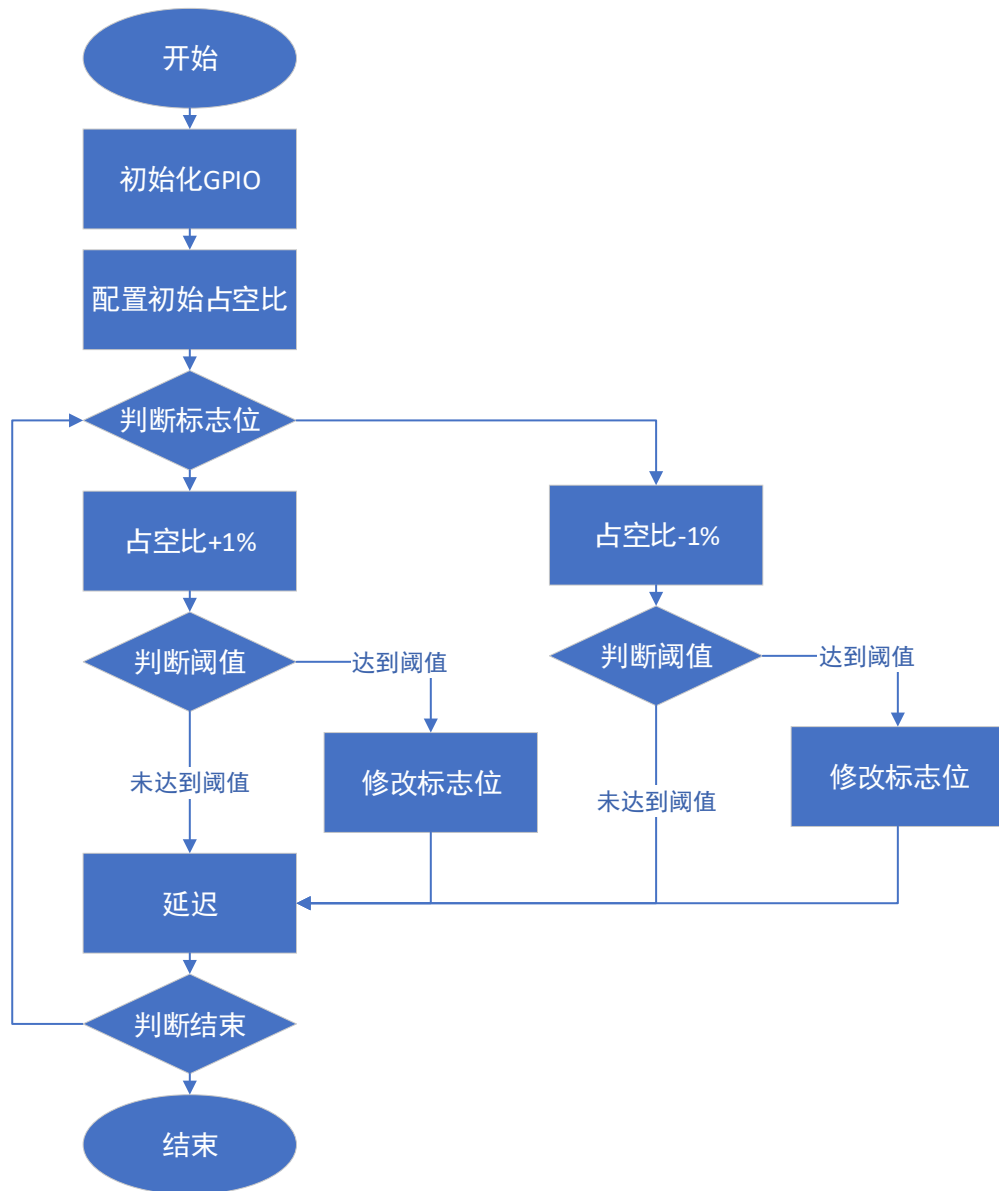 开始
初始化GPIO
配置初始占空比
判断标志位
占空比+1%
占空比-1%
判断阈值
达到阈值
判断阈值
达到阈值
未达到阈值
修改标志位
未达到阈值
修改标志位
延迟
判断结束
结束